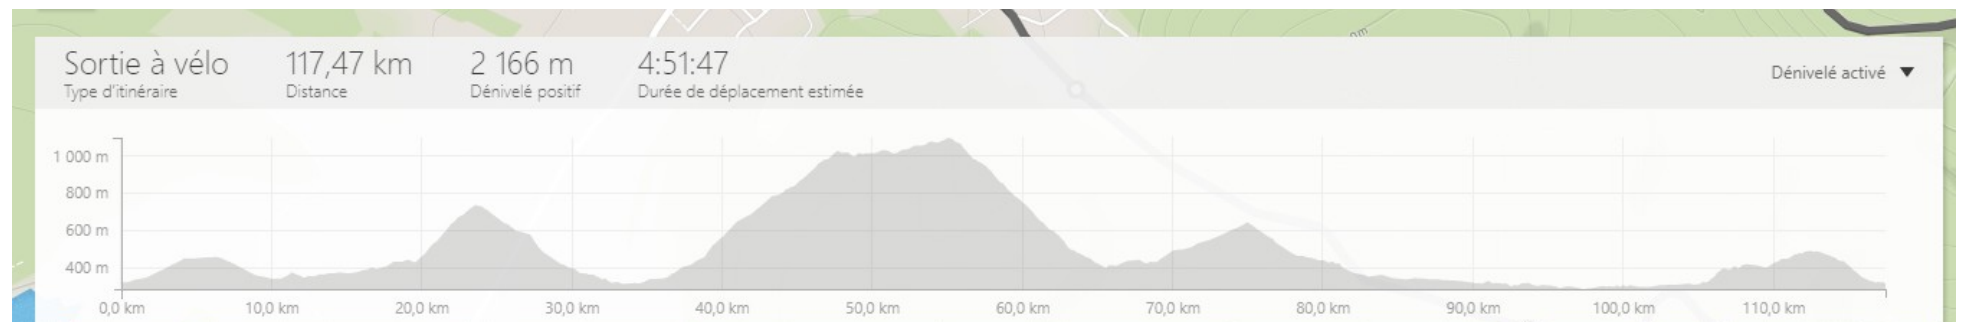 Sortie à vélo 117,47 km 2 166 m 4:51:47
Type d'itinéraire Distance Dénivelé positif Durée de déplacement estimée
Dénivelé activé
1 000 m
800 m
600 m
400 m
0,0 km 10,0 km 20,0 km 30,0 km 40,0 km 50,0 km 60,0 km 70,0 km 80,0 km 90,0 km 100,0 km 110,0 km